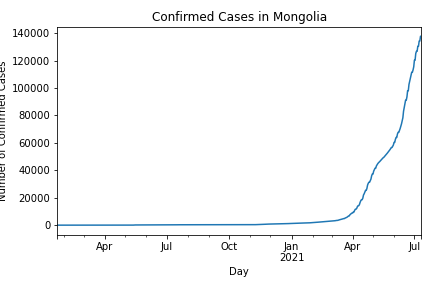 Confirmed Cases in Mongolia
140000
120000
100000
80000
60000
40000
20000
0
Number of Confirmed Cases
Apr
Jul
Oct
Jan
2021
Apr
Jul
Day